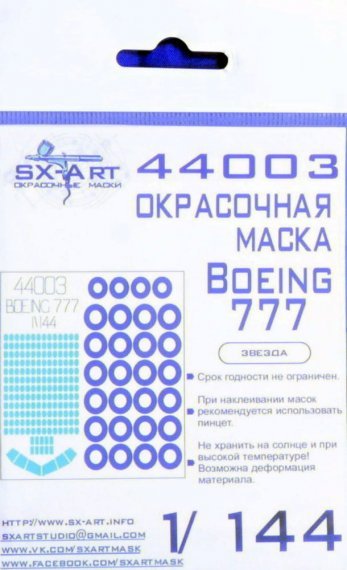 SX-ART
ОКРАСОЧНЫЕ МАСКИ
44003
ОКРАСОЧНАЯ
МАСКА
BOEING
777
ЗВЕЗДА
44003
BOEING 777
1/144
Срок годности не ограничен.
При наклеивании масок
рекомендуется использовать
пинцет.
Не хранить на солнце и при
высокой температуре!
Возможна деформация
материала.
HTTP://WWW.SX-ART.INFO
SXARTSTUDIO@GMAIL.COM
WWW.VK.COM/SXARTMASK
WWW.FACEBOOK.COM/SXARTMASK
1/144